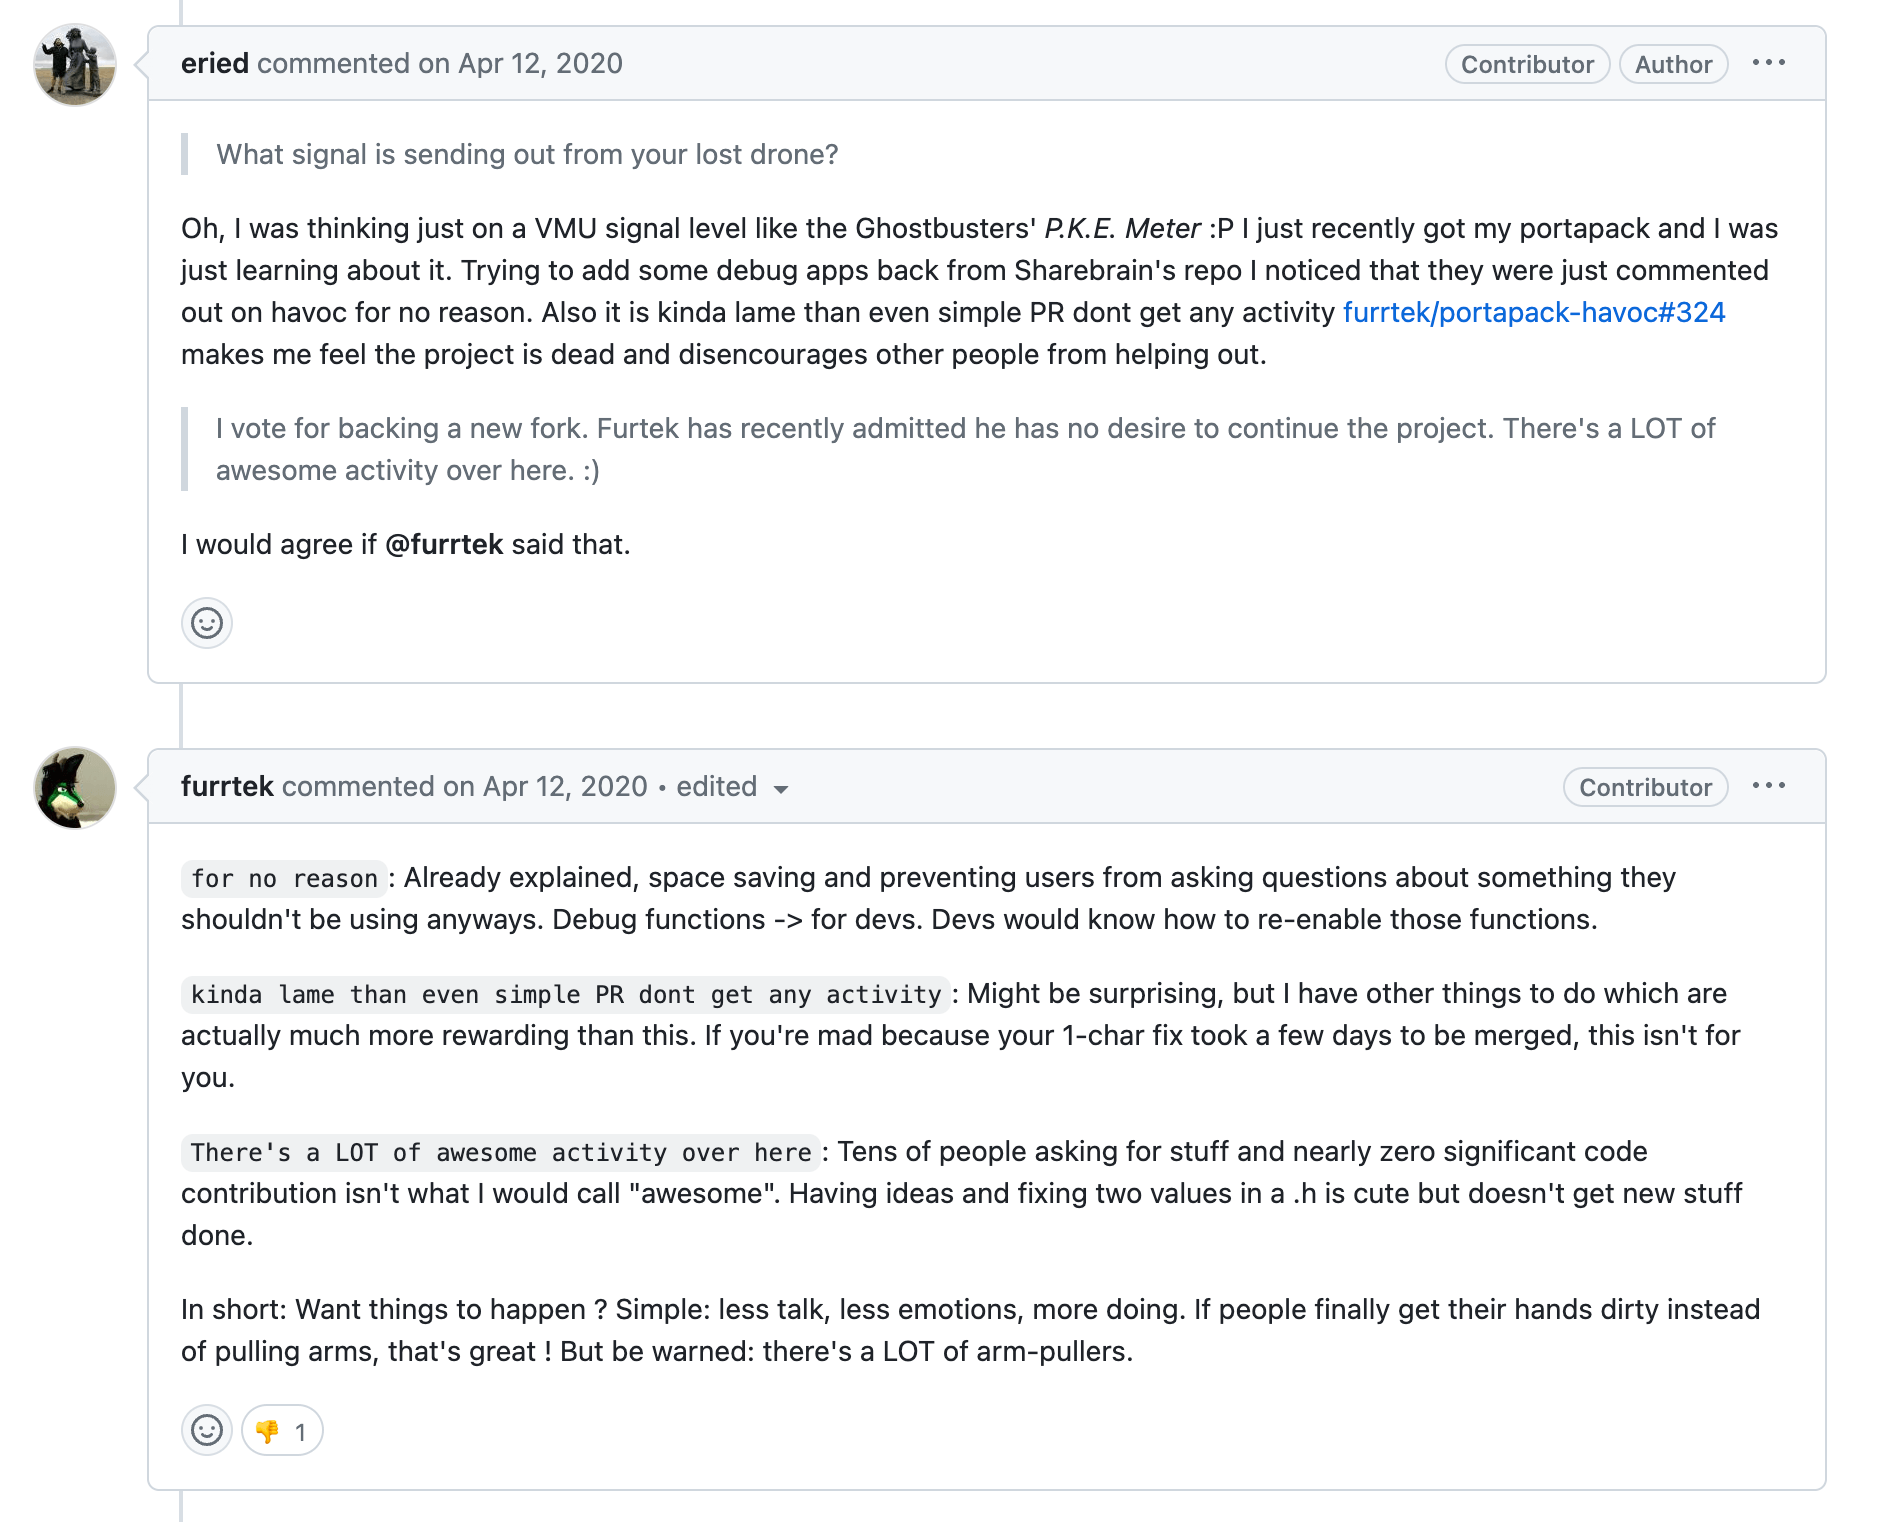 eried commented on Apr 12, 2020
Contributor
Author
What signal is sending out from your lost drone?
Oh, I was thinking just on a VMU signal level like the Ghostbusters' P.K.E. Meter :P I just recently got my portapack and I was
just learning about it. Trying to add some debug apps back from Sharebrain's repo I noticed that they were just commented
out on havoc for no reason. Also it is kinda lame than even simple PR dont get any activity furrtek/portapack-havoc#324
makes me feel the project is dead and disencourages other people from helping out.
I vote for backing a new fork. Furtek has recently admitted he has no desire to continue the project. There's a LOT of
awesome activity over here. :)
I would agree if @furrtek said that.
furrtek commented on Apr 12, 2020 • edited
Contributor
for no reason: Already explained, space saving and preventing users from asking questions about something they
shouldn't be using anyways. Debug functions -> for devs. Devs would know how to re-enable those functions.
kinda lame than even simple PR dont get any activity: Might be surprising, but I have other things to do which are
actually much more rewarding than this. If you're mad because your 1-char fix took a few days to be merged, this isn't for
you.
There's a LOT of awesome activity over here: Tens of people asking for stuff and nearly zero significant code
contribution isn't what I would call "awesome". Having ideas and fixing two values in a .h is cute but doesn't get new stuff
done.
In short: Want things to happen ? Simple: less talk, less emotions, more doing. If people finally get their hands dirty instead
of pulling arms, that's great ! But be warned: there's a LOT of arm-pullers.
👎 1